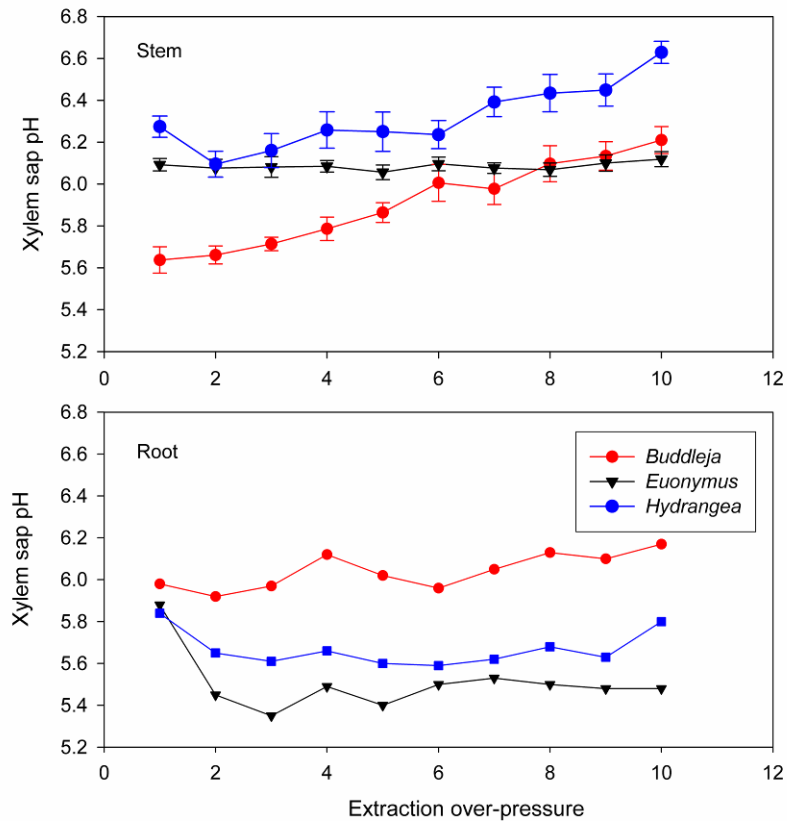 6.8
Stem
6.6
6.4
6.2
6.0
5.8
5.6
5.4
5.2
Xylem sap pH
0 2 4 6 8 10 12
6.8
Root
6.6
6.4
6.2
6.0
5.8
5.6
5.4
5.2
Xylem sap pH
Buddleja
Euonymus
Hydrangea
0 2 4 6 8 10 12
Extraction over-pressure